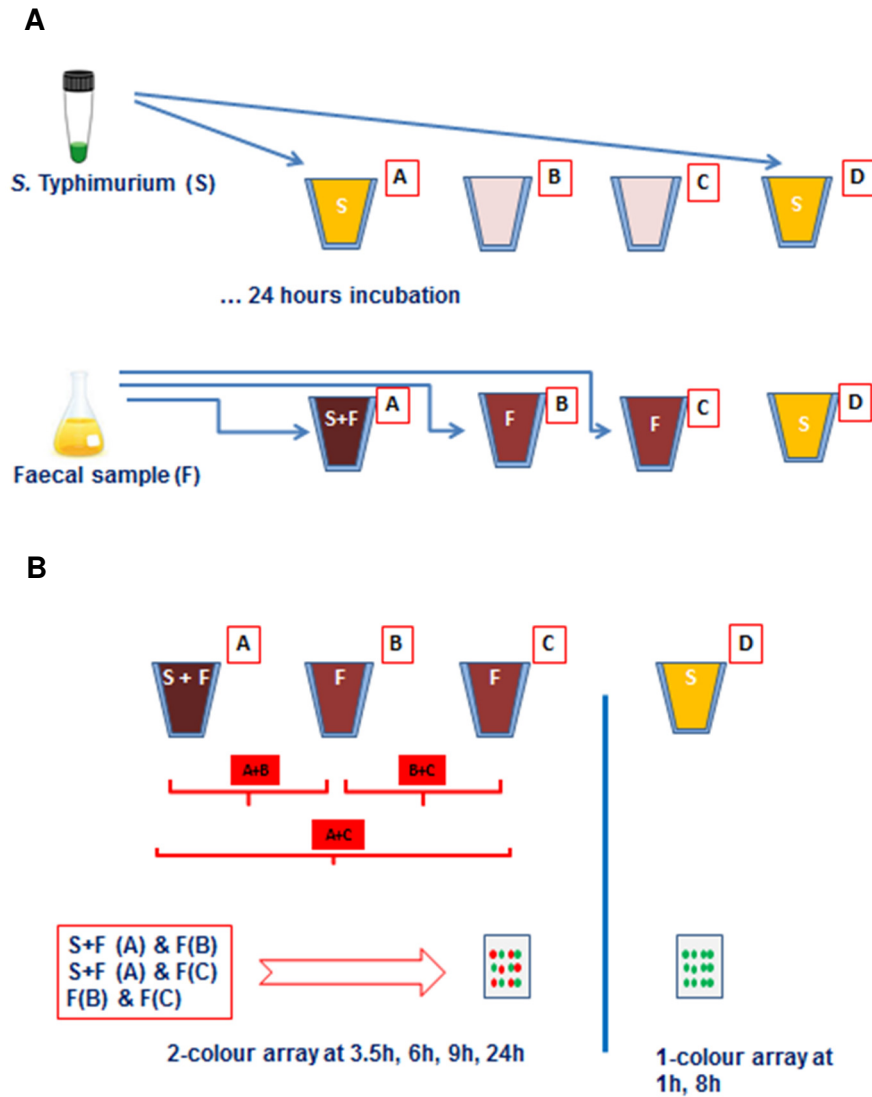 A
S. Typhimurium (S)
A
B
C
D
S
S
... 24 hours incubation
A
B
C
D
S+F
F
F
S
Faecal sample (F)
B
A
B
C
D
S + F
F
F
S
A+B
B+C
A+C
S+F (A) & F(B)
S+F (A) & F(C)
F(B) & F(C)
2-colour array at 3.5h, 6h, 9h, 24h
1-colour array at
1h, 8h